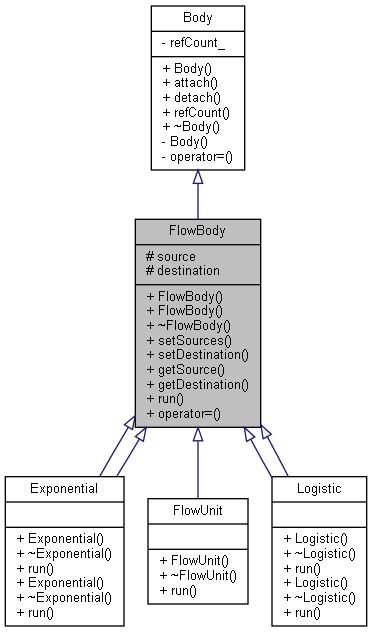 Body
- refCount_
+ Body()
+ attach()
+ detach()
+ refCount()
+ ~Body()
- Body()
- operator=()
FlowBody
# source
# destination
+ FlowBody()
+ FlowBody()
+ ~FlowBody()
+ setSources()
+ setDestination()
+ getSource()
+ getDestination()
+ run()
+ operator=()
Exponential
+ Exponential()
+ ~Exponential()
+ run()
+ Exponential()
+ ~Exponential()
+ run()
FlowUnit
+ FlowUnit()
+ ~FlowUnit()
+ run()
Logistic
+ Logistic()
+ ~Logistic()
+ run()
+ Logistic()
+ ~Logistic()
+ run()